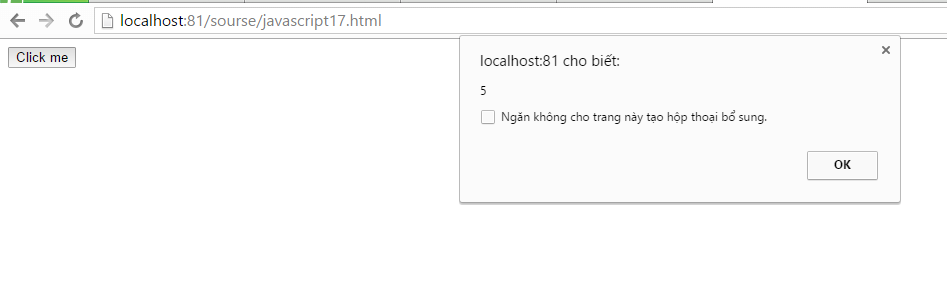 localhost:81/sourse/javascript17.html
Click me
localhost:81 cho biết:
5
Ngăn không cho trang này tạo hộp thoại bổ sung.
OK